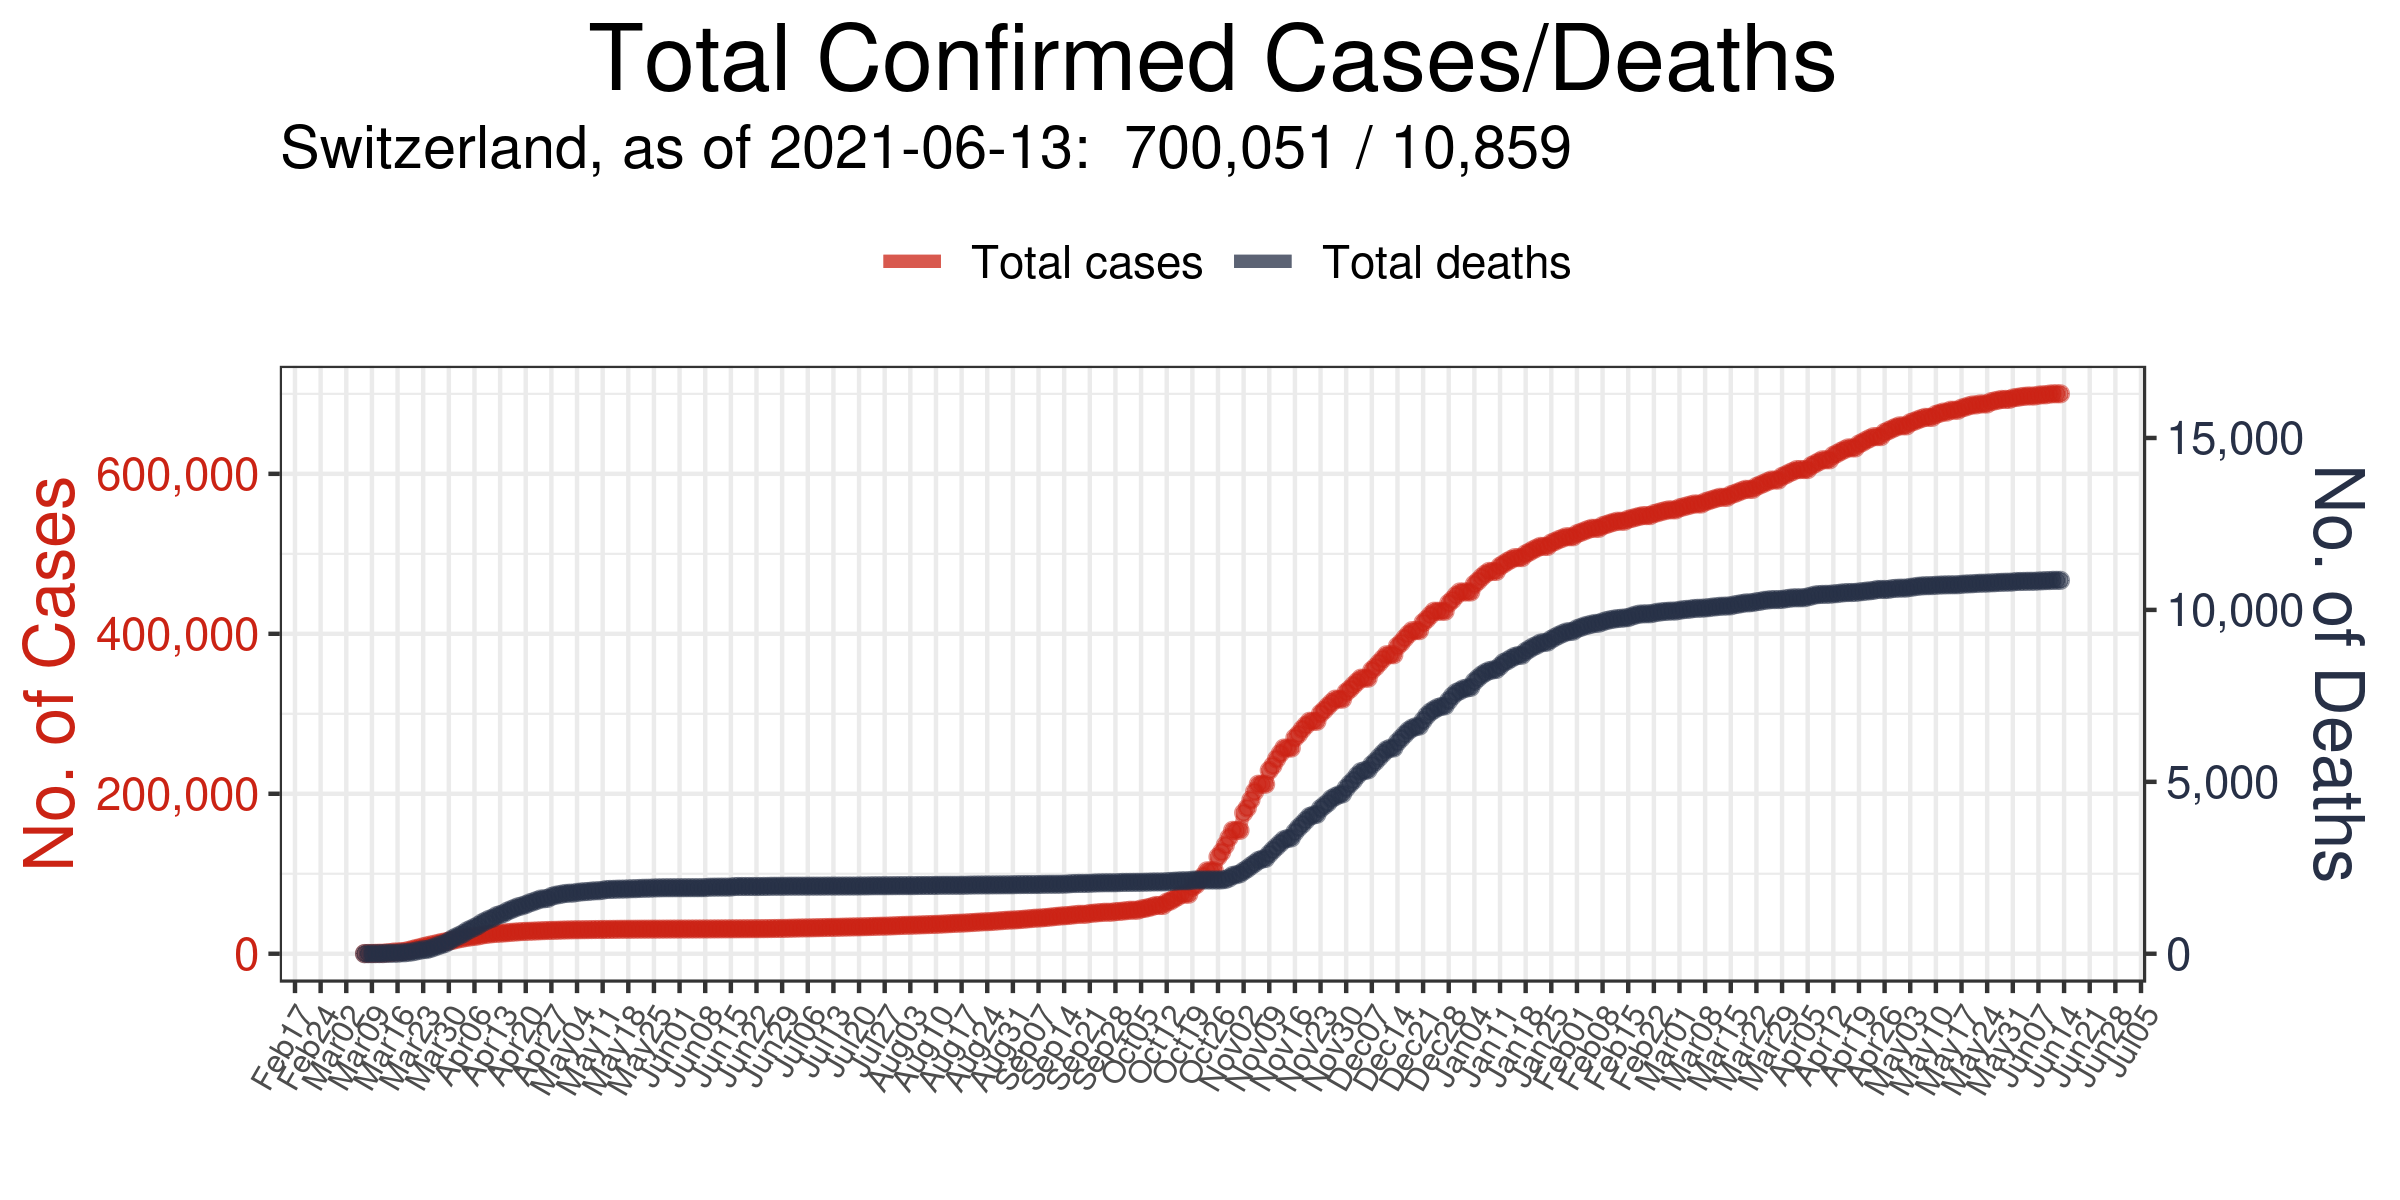 Total Confirmed Cases/Deaths
Switzerland, as of 2021-06-13:  700,051 / 10,859
Total cases
Total deaths
No. of Cases
600,000
400,000
200,000
0
15,000
10,000
5,000
0
No. of Deaths
Feb17
Feb24
Mar02
Mar09
Mar16
Mar23
Mar30
Apr06
Apr13
Apr20
Apr27
May04
May11
May18
May25
Jun01
Jun08
Jun15
Jun22
Jun29
Jul06
Jul13
Jul20
Jul27
Aug03
Aug10
Aug17
Aug24
Aug31
Sep07
Sep14
Sep21
Sep28
Oct05
Oct12
Oct19
Oct26
Nov02
Nov09
Nov16
Nov23
Nov30
Dec07
Dec14
Dec21
Dec28
Jan04
Jan11
Jan18
Jan25
Feb01
Feb08
Feb15
Feb22
Mar01
Mar08
Mar15
Mar22
Mar29
Apr05
Apr12
Apr19
Apr26
May03
May10
May17
May24
May31
Jun07
Jun14
Jun21
Jun28
Jul05